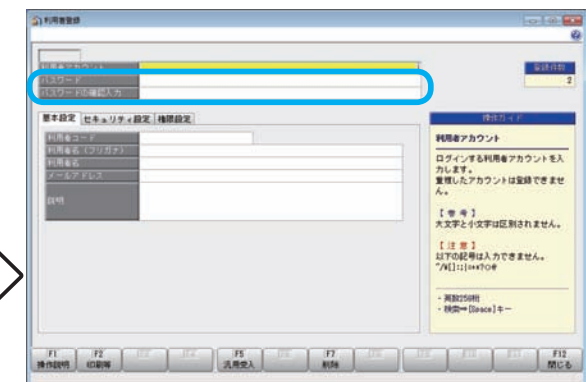 利用者登録
利用者アカウント
パスワード
パスワードの確認入力
登録件数
2
基本設定 セキュリティ設定 権限設定
利用者コード
利用者名（フリガナ）
利用者名
メールアドレス
説明
操作ガイド
利用者アカウント
ログインする利用者アカウントを入
力します。
重複したアカウントは登録できませ
ん。
【参考】
大文字と小文字は区別されません。
【注意】
以下の記号は入力できません。
・英数256桁
・検索⇒[Space]キー
F1 F2 F5 F7 F12
操作説明 印刷等 汎用受入 削除 閉じる